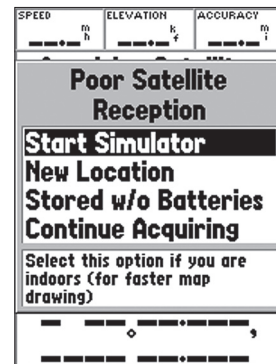 SPEED ELEVATION ACCURACY
m h k f m i
Poor Satellite
Reception
Start Simulator
New Location
Stored w/o Batteries
Continue Acquiring
Select this option if you are
indoors (for faster map
drawing)